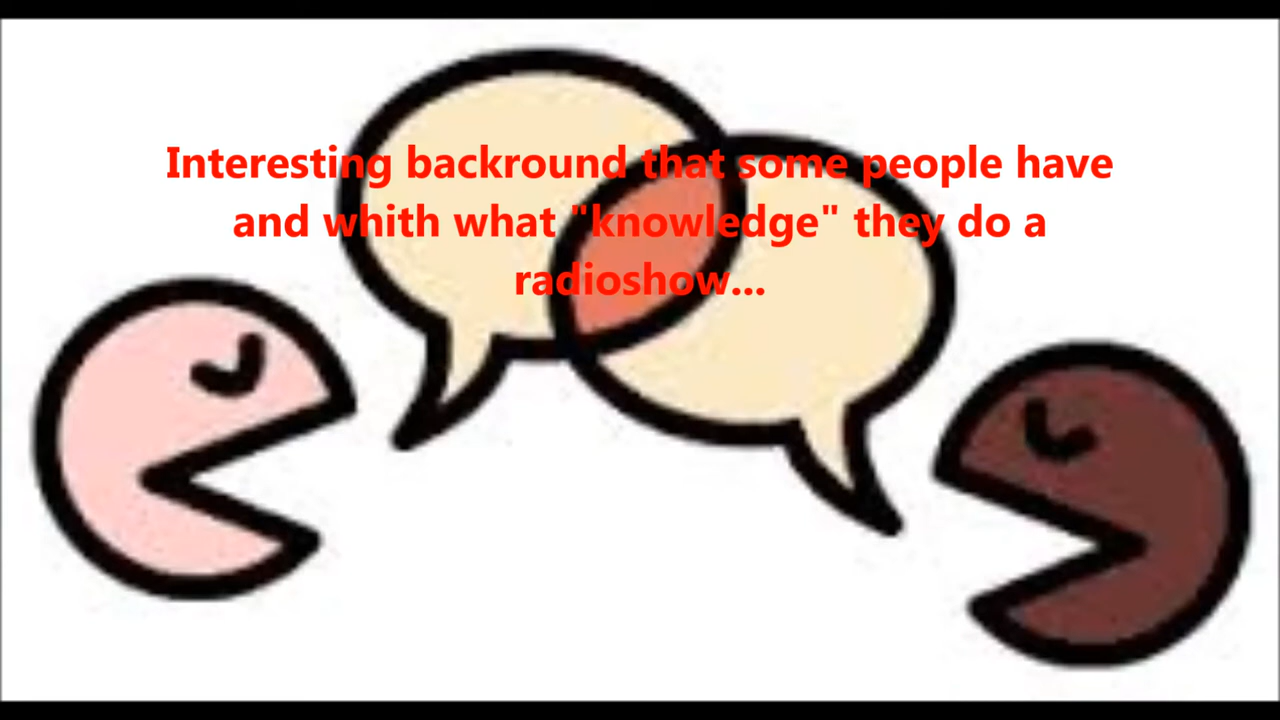 Interesting backround that some people have
and whith what "knowledge" they do a
radioshow...